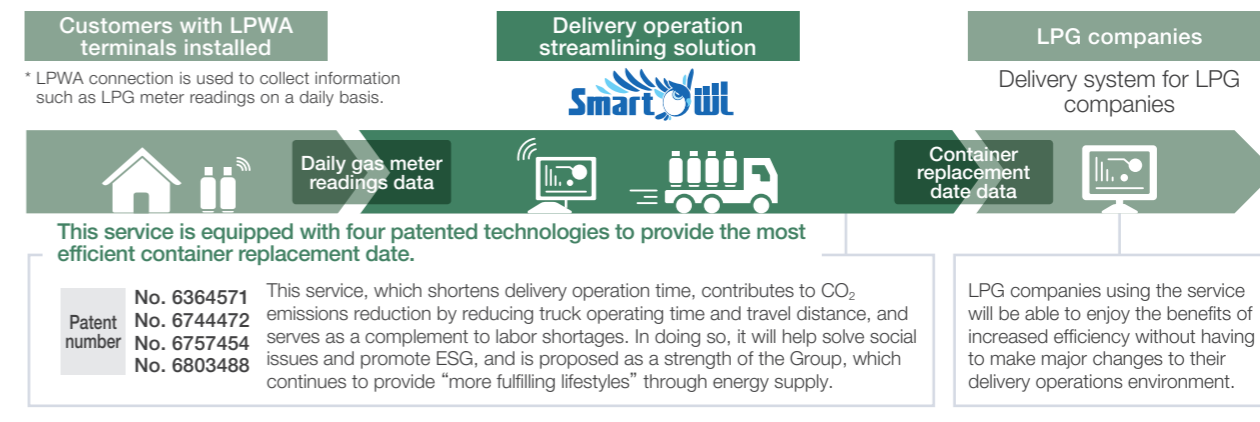 Customers with LPWA
terminals installed
* LPWA connection is used to collect information
such as LPG meter readings on a daily basis.
Delivery operation
streamlining solution
Smart OWL
LPG companies
Delivery system for LPG
companies
Daily gas meter
readings data
Container
replacement
date data
This service is equipped with four patented technologies to provide the most
efficient container replacement date.
Patent
number
No. 6364571
No. 6744472
No. 6757454
No. 6803488
This service, which shortens delivery operation time, contributes to CO₂
emissions reduction by reducing truck operating time and travel distance, and
serves as a complement to labor shortages. In doing so, it will help solve social
issues and promote ESG, and is proposed as a strength of the Group, which
continues to provide “more fulfilling lifestyles” through energy supply.
LPG companies using the service
will be able to enjoy the benefits of
increased efficiency without having
to make major changes to their
delivery operations environment.